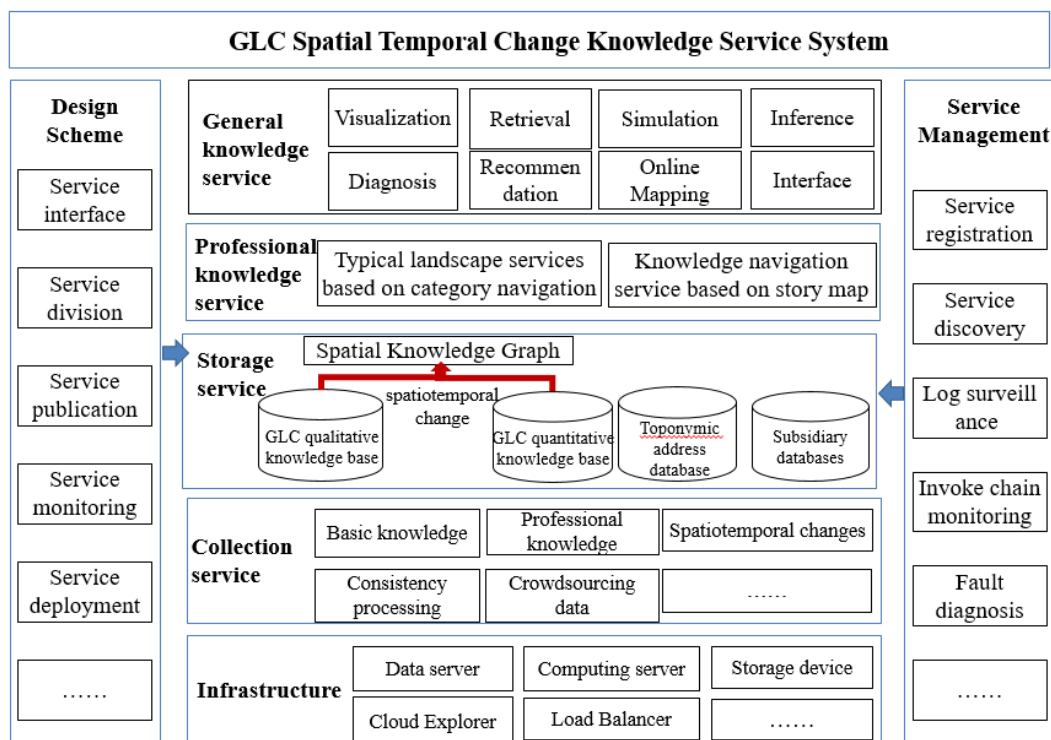 GLC Spatial Temporal Change Knowledge Service System
Design
Scheme
Service
interface
Service
division
Service
publication
Service
monitoring
Service
deployment
……
General
knowledge
service
Visualization
Retrieval
Simulation
Inference
Diagnosis
Recommen
dation
Online
Mapping
Interface
Professional
knowledge
service
Typical landscape services
based on category navigation
Knowledge navigation
service based on story map
Storage
service
Spatial Knowledge Graph
spatiotemporal
change
GLC qualitative
knowledge base
GLC quantitative
knowledge base
Toponymic
address
database
Subsidiary
databases
Collection
service
Basic knowledge
Professional
knowledge
Spatiotemporal changes
Consistency
processing
Crowdsourcing
data
……
Infrastructure
Data server
Computing server
Storage device
Cloud Explorer
Load Balancer
……
Service
Management
Service
registration
Service
discovery
Log surveill
ance
Invoke chain
monitoring
Fault
diagnosis
……